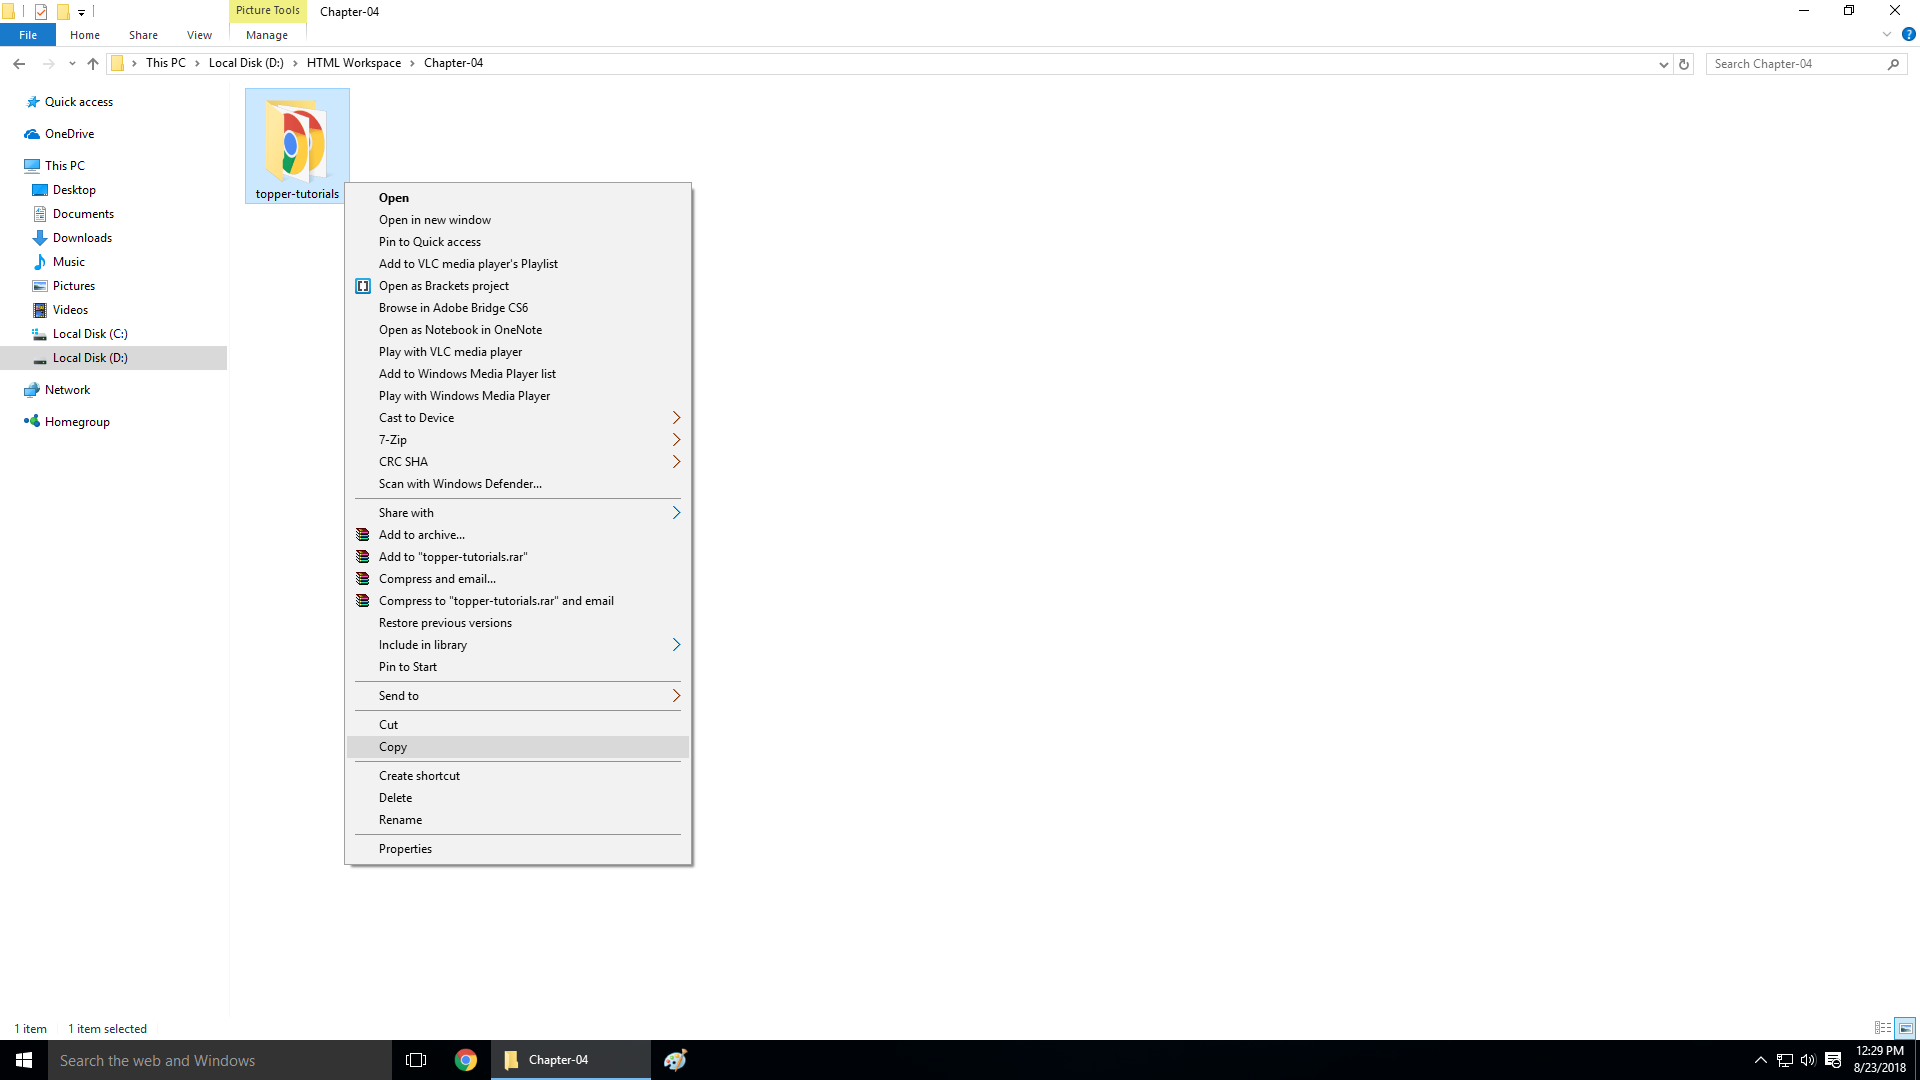 Picture Tools
Chapter-04
File
Home
Share
View
Manage
This PC
Local Disk (D:)
HTML Workspace
Chapter-04
Search Chapter-04
Quick access
OneDrive
This PC
Desktop
Documents
Downloads
Music
Pictures
Videos
Local Disk (C:)
Local Disk (D:)
Network
Homegroup
topper-tutorials
Open
Open in new window
Pin to Quick access
Add to VLC media player's Playlist
Open as Brackets project
Browse in Adobe Bridge CS6
Open as Notebook in OneNote
Play with VLC media player
Add to Windows Media Player list
Play with Windows Media Player
Cast to Device
7-Zip
CRC SHA
Scan with Windows Defender...
Share with
Add to archive...
Add to "topper-tutorials.rar"
Compress and email...
Compress to "topper-tutorials.rar" and email
Restore previous versions
Include in library
Pin to Start
Send to
Cut
Copy
Create shortcut
Delete
Rename
Properties
1 item
1 item selected
Search the web and Windows
Chapter-04
12:29 PM
8/23/2018